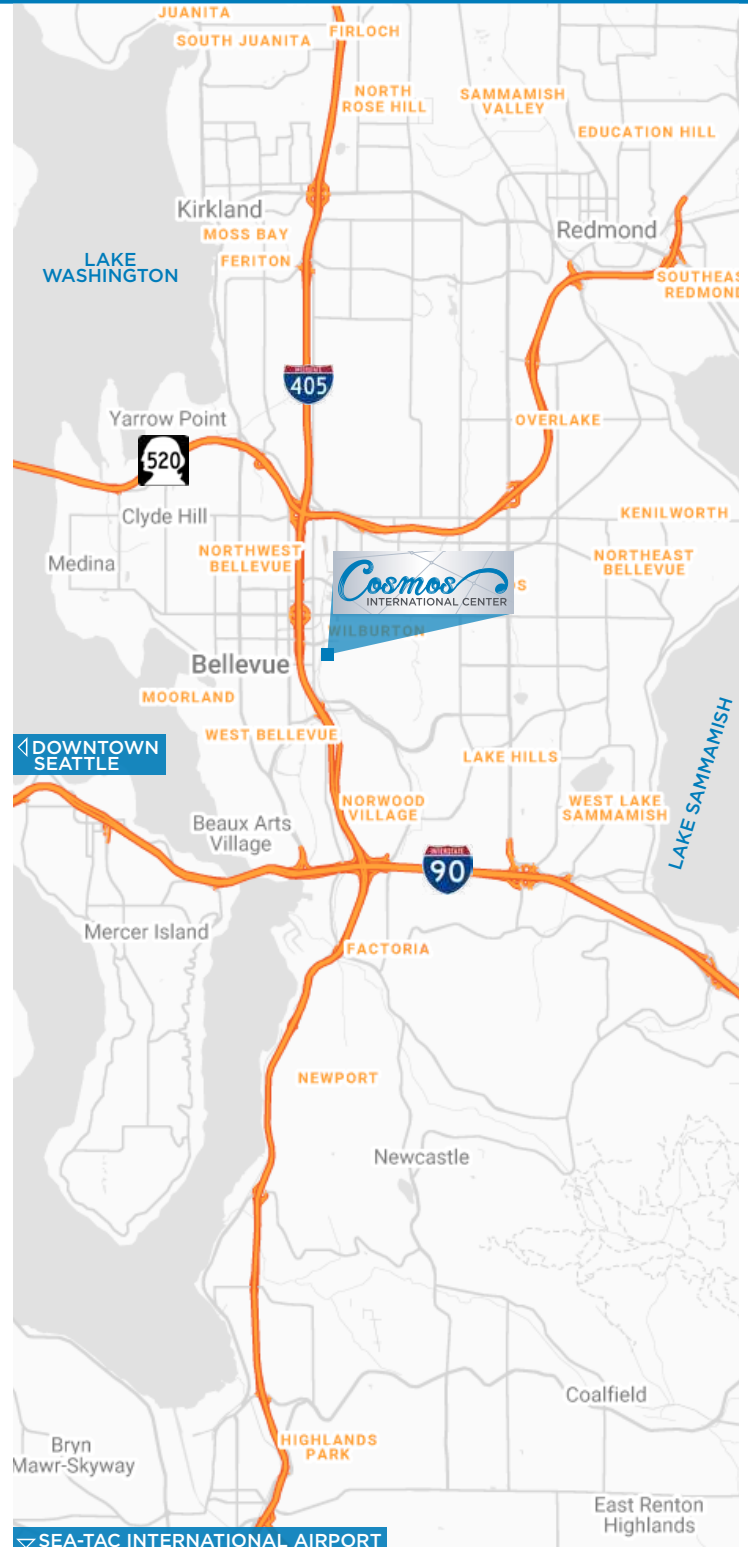 JUANITA
SOUTH JUANITA
FIRLOCH
NORTH
ROSE HILL
SAMMAMISH
VALLEY
EDUCATION HILL
Kirkland
MOSS BAY
FERITON
Redmond
LAKE
WASHINGTON
SOUTHEAS
REDMOND
INTERSTATE
405
Yarrow Point
OVERLAKE
520
Clyde Hill
KENILWORTH
NORTHWEST
BELLEVUE
NORTHEAST
BELLEVUE
Medina
Cosmos
INTERNATIONAL CENTER
S
WILBURTON
Bellevue
MOORLAND
WEST BELLEVUE
DOWNTOWN
SEATTLE
LAKE HILLS
LAKE SAMMAMISH
NORWOOD
VILLAGE
WEST LAKE
SAMMAMISH
Beaux Arts
Village
INTERSTATE
90
Mercer Island
FACTORIA
NEWPORT
Newcastle
Coalfield
HIGHLANDS
PARK
Bryn
Mawr-Skyway
East Renton
Highlands
SEA-TAC INTERNATIONAL AIRPORT